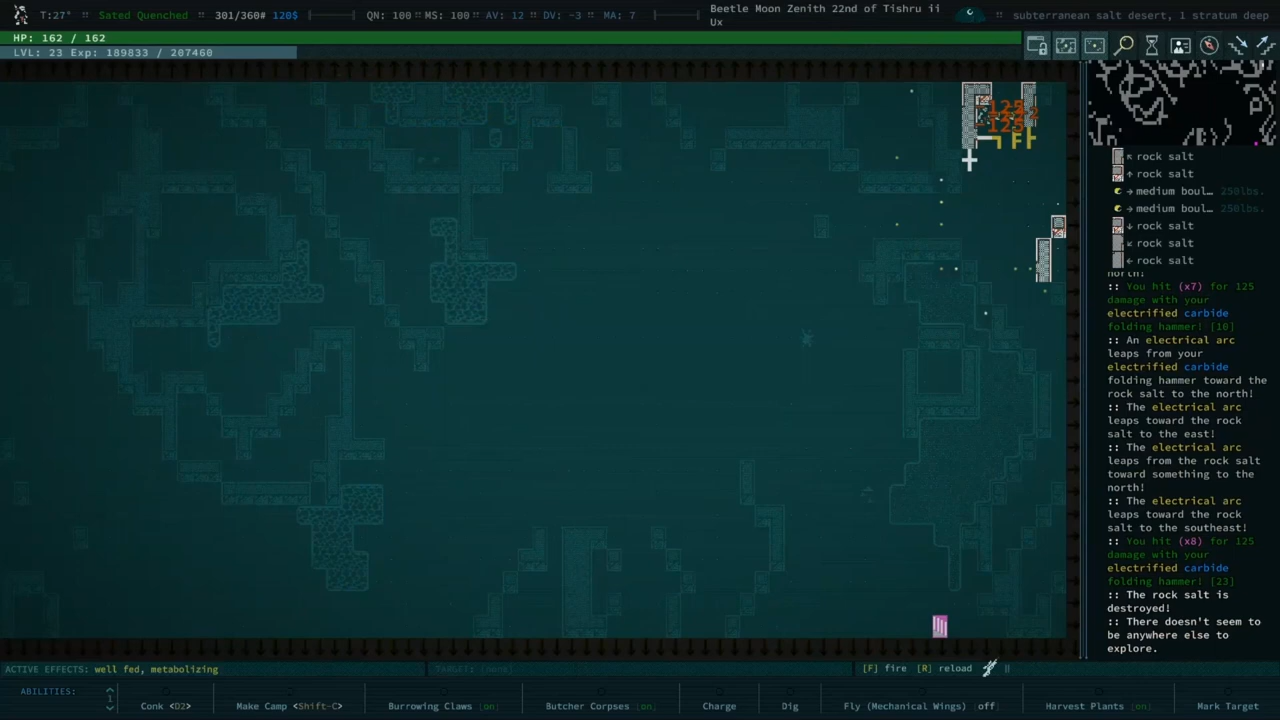 T:27° Sated Quenched :: 301/360# 120$ QN: 100 :: MS: 100 :: AV: 12 :: DV: -3 :: MA: 7 Beetle Moon Zenith 22nd of Tishru ii Ux :: subterranean salt desert, 1 stratum deep
HP: 162 / 162
LVL: 23 Exp: 189833 / 207460
rock salt
rock salt
medium boul… 250lbs.
medium boul… 250lbs.
rock salt
rock salt
rock salt
north!
:: You hit (x7) for 125
damage with your
electrified carbide
folding hammer! [10]
:: An electrical arc
leaps from your
electrified carbide
folding hammer toward the
rock salt to the north!
:: The electrical arc
leaps toward the rock
salt to the east!
:: The electrical arc
leaps from the rock salt
toward something to the
north!
:: The electrical arc
leaps toward the rock
salt to the southeast!
:: You hit (x8) for 125
damage with your
electrified carbide
folding hammer! [23]
:: The rock salt is
destroyed!
:: There doesn't seem to
be anywhere else to
explore.
ACTIVE EFFECTS: well fed, metabolizing TARGET: [none] [F] fire [R] reload
ABILITIES: 1 Conk <D2> Make Camp <Shift-C> Burrowing Claws [on] Butcher Corpses [on] Charge Dig Fly (Mechanical Wings) [off] Harvest Plants [on] Mark Target